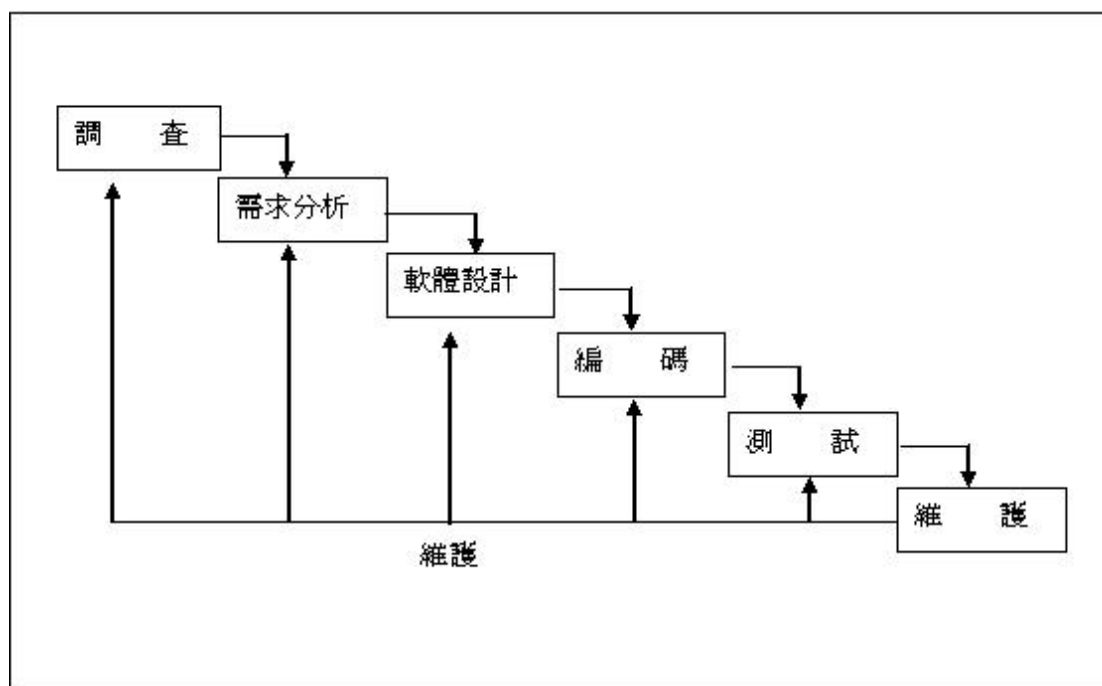 調 查
需求分析
軟體設計
編 碼
測 試
維 護
維護